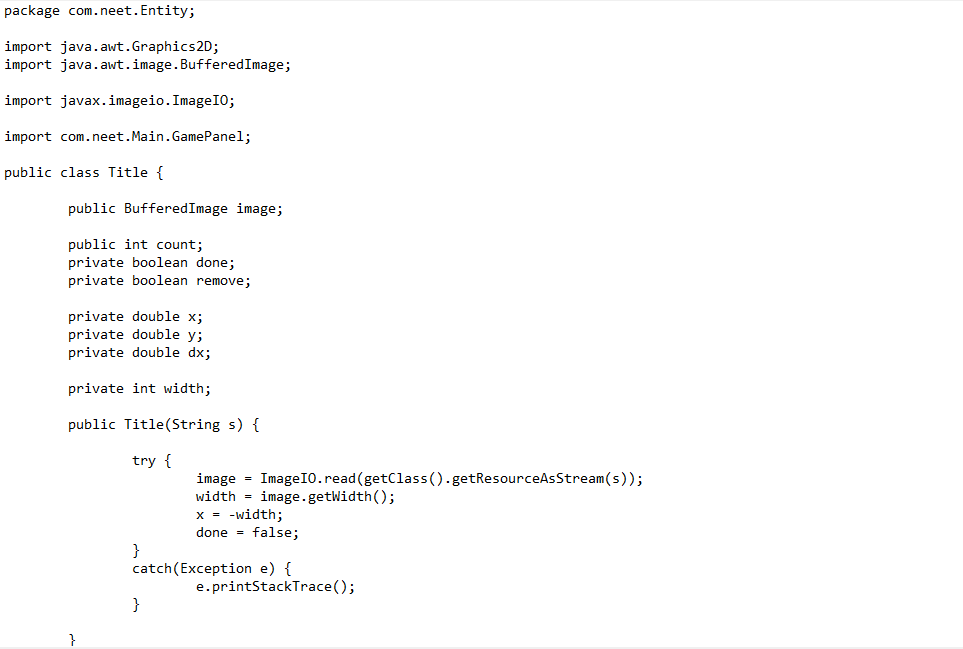 package com.neet.Entity;
import java.awt.Graphics2D;
import java.awt.image.BufferedImage;
import javax.imageio.ImageIO;
import com.neet.Main.GamePanel;
public class Title {
public BufferedImage image;
public int count;
private boolean done;
private boolean remove;
private double x;
private double y;
private double dx;
private int width;
public Title(String s) {
try {
image = ImageIO.read(getClass().getResourceAsStream(s));
width = image.getWidth();
x = -width;
done = false;
}
catch(Exception e) {
e.printStackTrace();
}
}